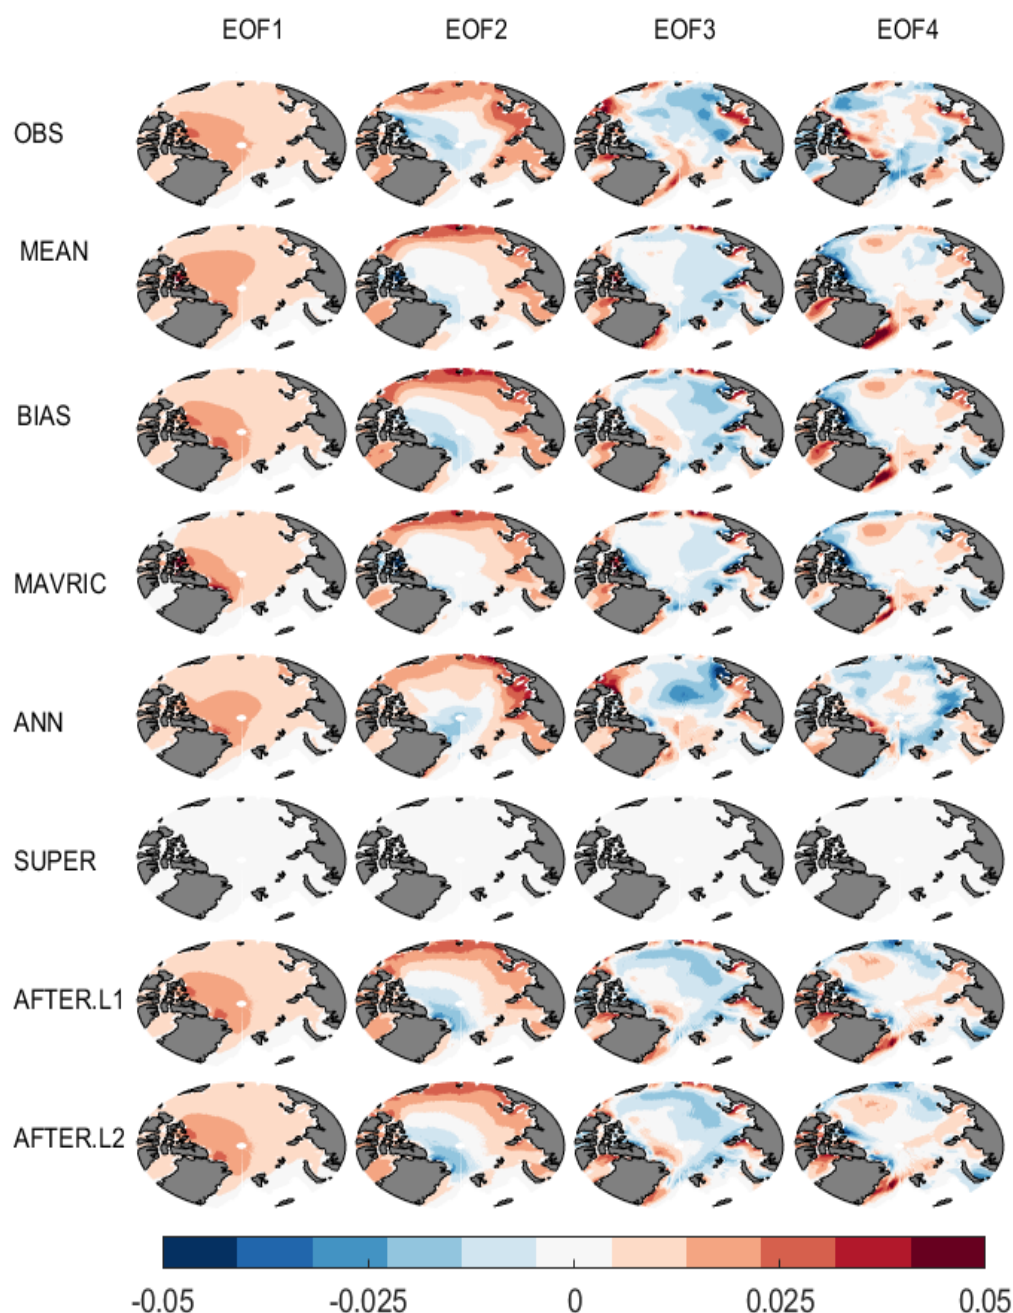 EOF1 EOF2 EOF3 EOF4
OBS
MEAN
BIAS
MAVRIC
ANN
SUPER
AFTER.L1
AFTER.L2
-0.05 -0.025 0 0.025 0.05